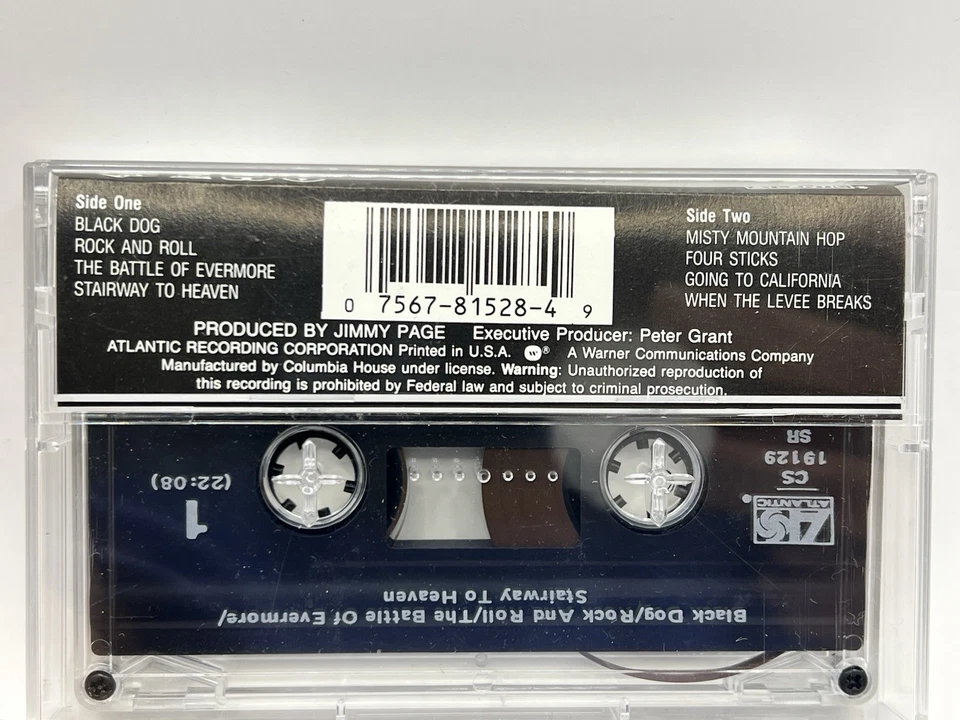 Side One
BLACK DOG
ROCK AND ROLL
THE BATTLE OF EVERMORE
STAIRWAY TO HEAVEN
0 7567-81528-4 9
Side Two
MISTY MOUNTAIN HOP
FOUR STICKS
GOING TO CALIFORNIA
WHEN THE LEVEE BREAKS
PRODUCED BY JIMMY PAGE Executive Producer: Peter Grant
ATLANTIC RECORDING CORPORATION Printed in U.S.A. w® A Warner Communications Company
Manufactured by Columbia House under license. Warning: Unauthorized reproduction of
this recording is prohibited by Federal law and subject to criminal prosecution.
Black Dog/Rock And Roll/The Battle Of Evermore/
Stairway To Heaven
ATLANTIC
CS
19129
SR
1
(22:08)